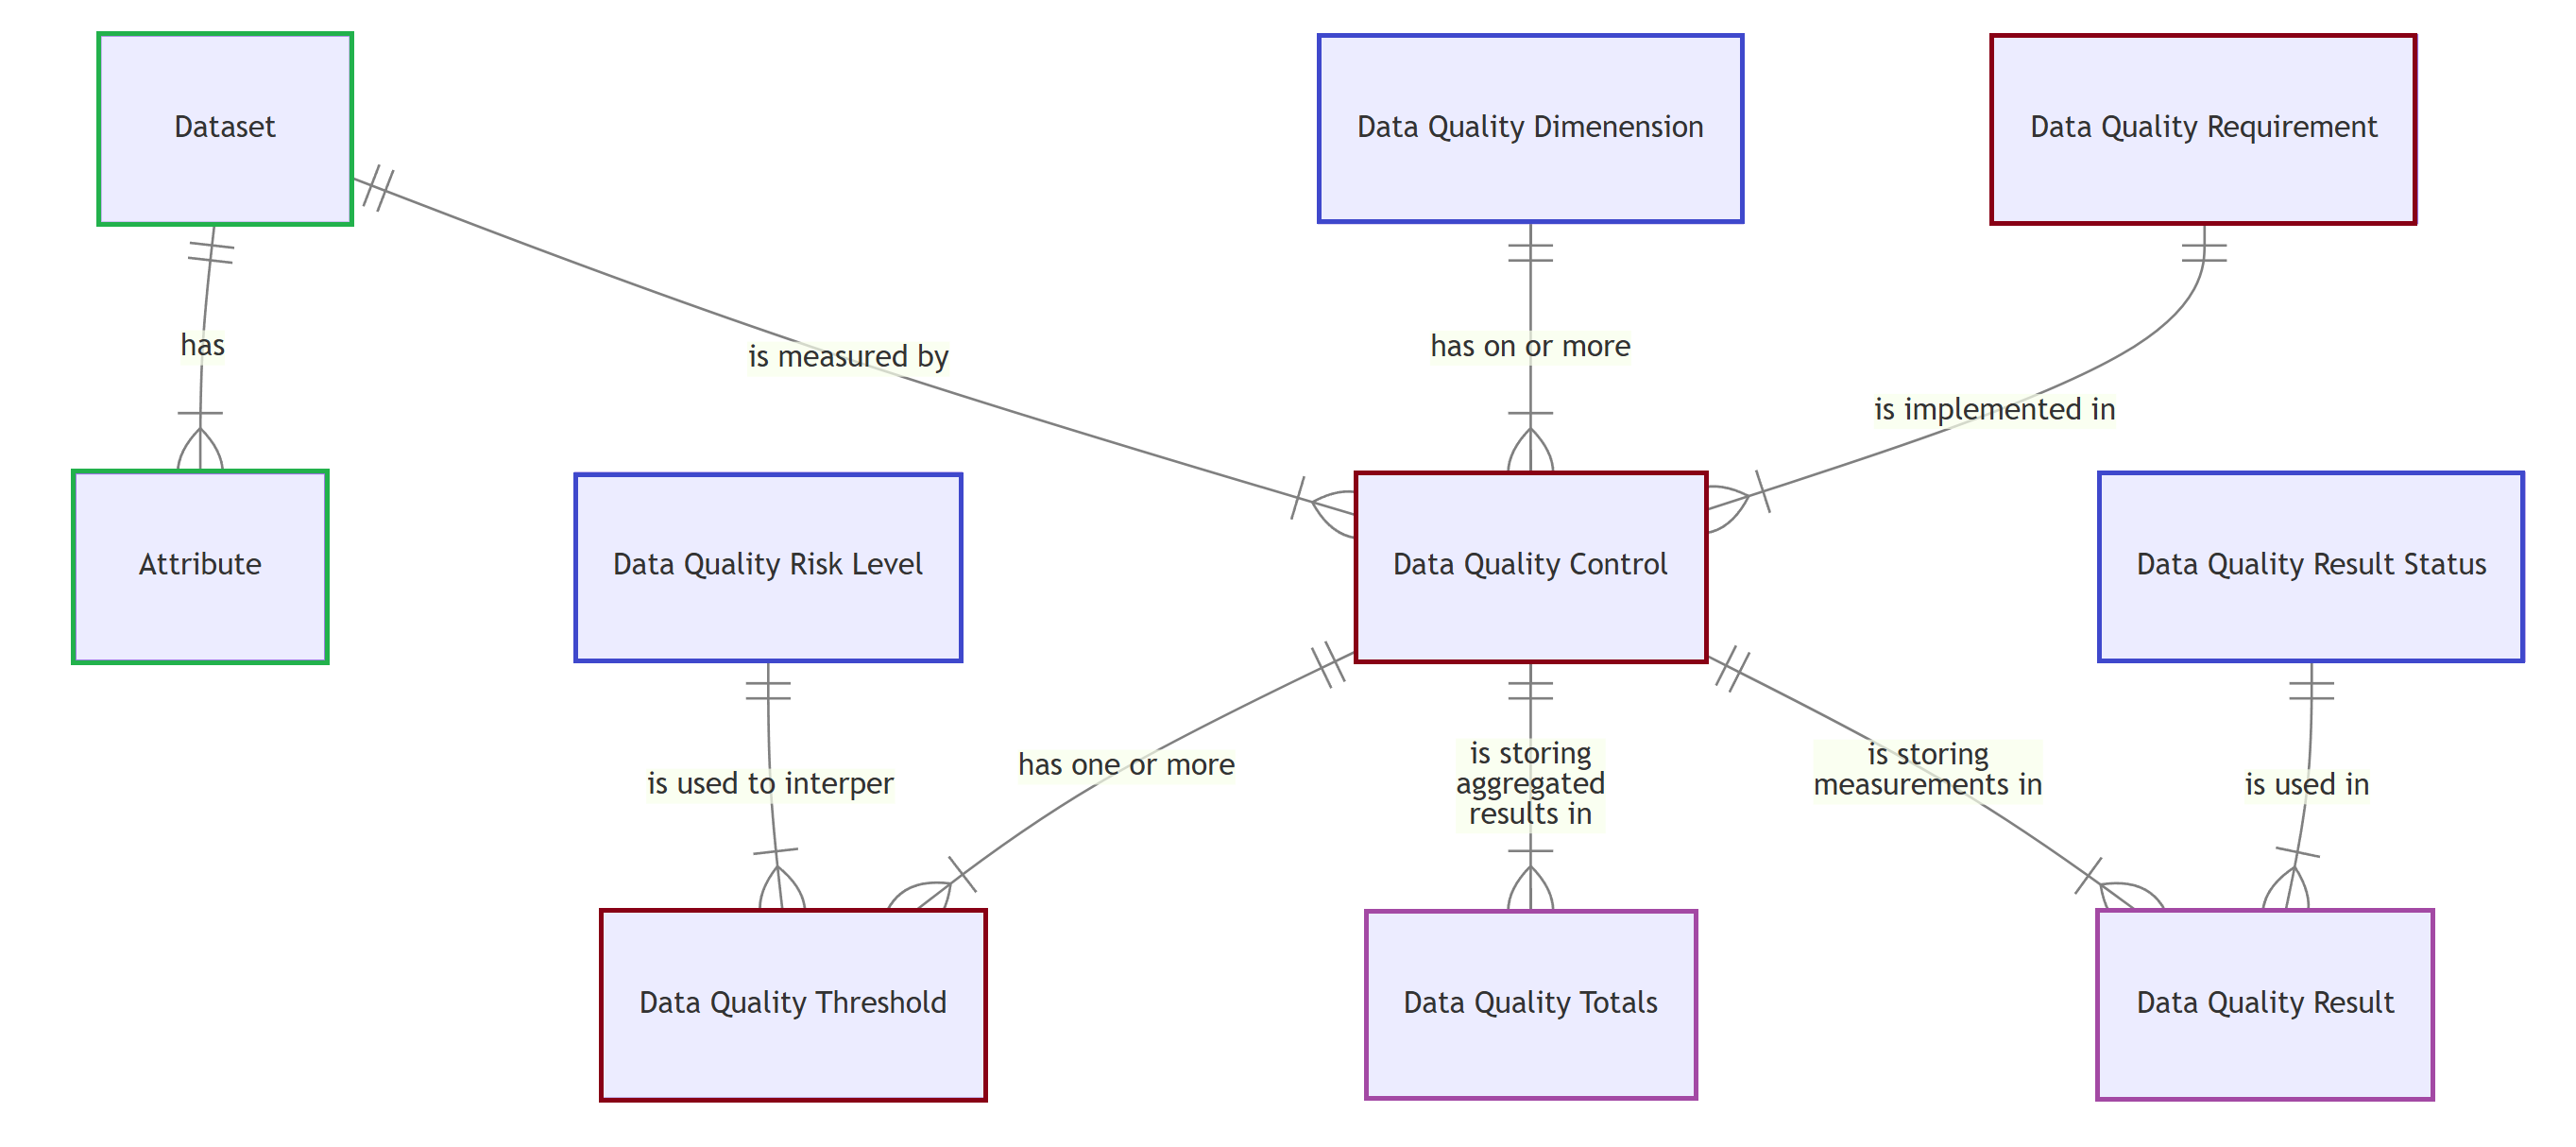 Dataset
Data Quality Dimenension
Data Quality Requirement
has
is measured by
has on or more
is implemented in
Attribute
Data Quality Risk Level
Data Quality Control
Data Quality Result Status
is used to interper
has one or more
is storing
aggregated
results in
is storing
measurements in
is used in
Data Quality Threshold
Data Quality Totals
Data Quality Result